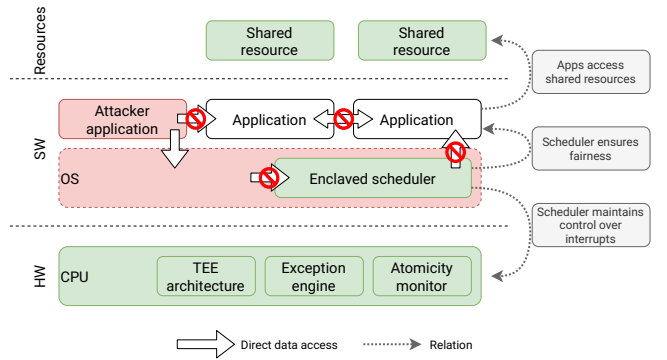 Resources
Shared
resource
Shared
resource
Apps access
shared resources
SW
Attacker
application
Application
Application
Scheduler ensures
fairness
OS
Enclaved scheduler
Scheduler maintains
control over
interrupts
HW
CPU
TEE
architecture
Exception
engine
Atomicity
monitor
Direct data access
Relation